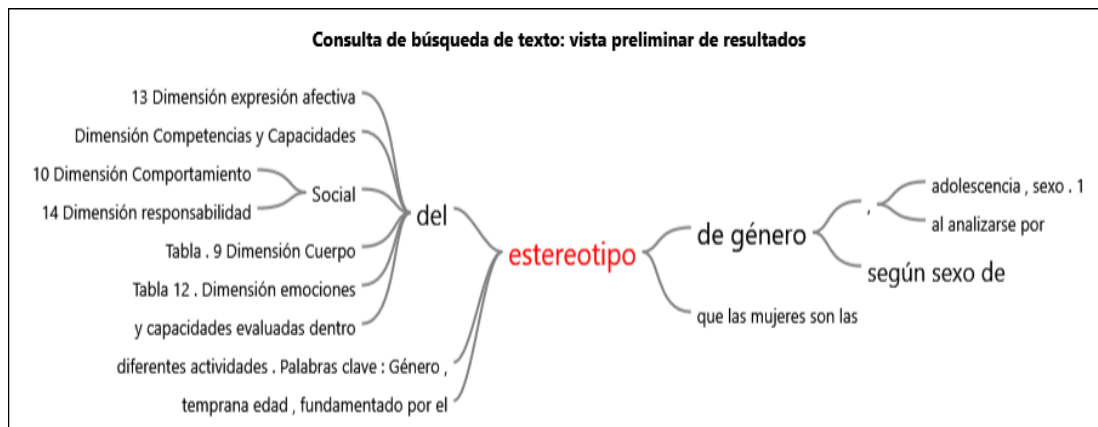 Consulta de búsqueda de texto: vista preliminar de resultados
13 Dimensión expresión afectiva
Dimensión Competencias y Capacidades
10 Dimensión Comportamiento
14 Dimensión responsabilidad
Social
Tabla . 9 Dimensión Cuerpo
Tabla 12 . Dimensión emociones
y capacidades evaluadas dentro
del
diferentes actividades . Palabras clave : Género ,
temprana edad , fundamentado por el
estereotipo
de género
,
adolescencia , sexo . 1
al analizarse por
según sexo de
que las mujeres son las